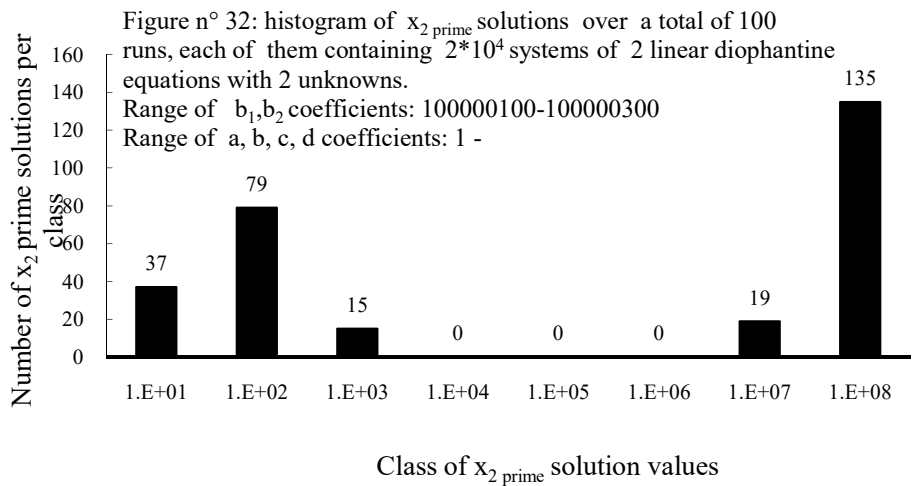 Figure n° 32: histogram of x₂ prime solutions over a total of 100
runs, each of them containing 2*10⁴ systems of 2 linear diophantine
equations with 2 unknowns.
Range of b₁,b₂ coefficients: 100000100-100000300
Range of a, b, c, d coefficients: 1 -
Number of x₂ prime solutions per
class
160
140
120
100
80
60
40
20
0
37
79
15
0
0
0
19
135
1.E+01
1.E+02
1.E+03
1.E+04
1.E+05
1.E+06
1.E+07
1.E+08
Class of x₂ prime solution values